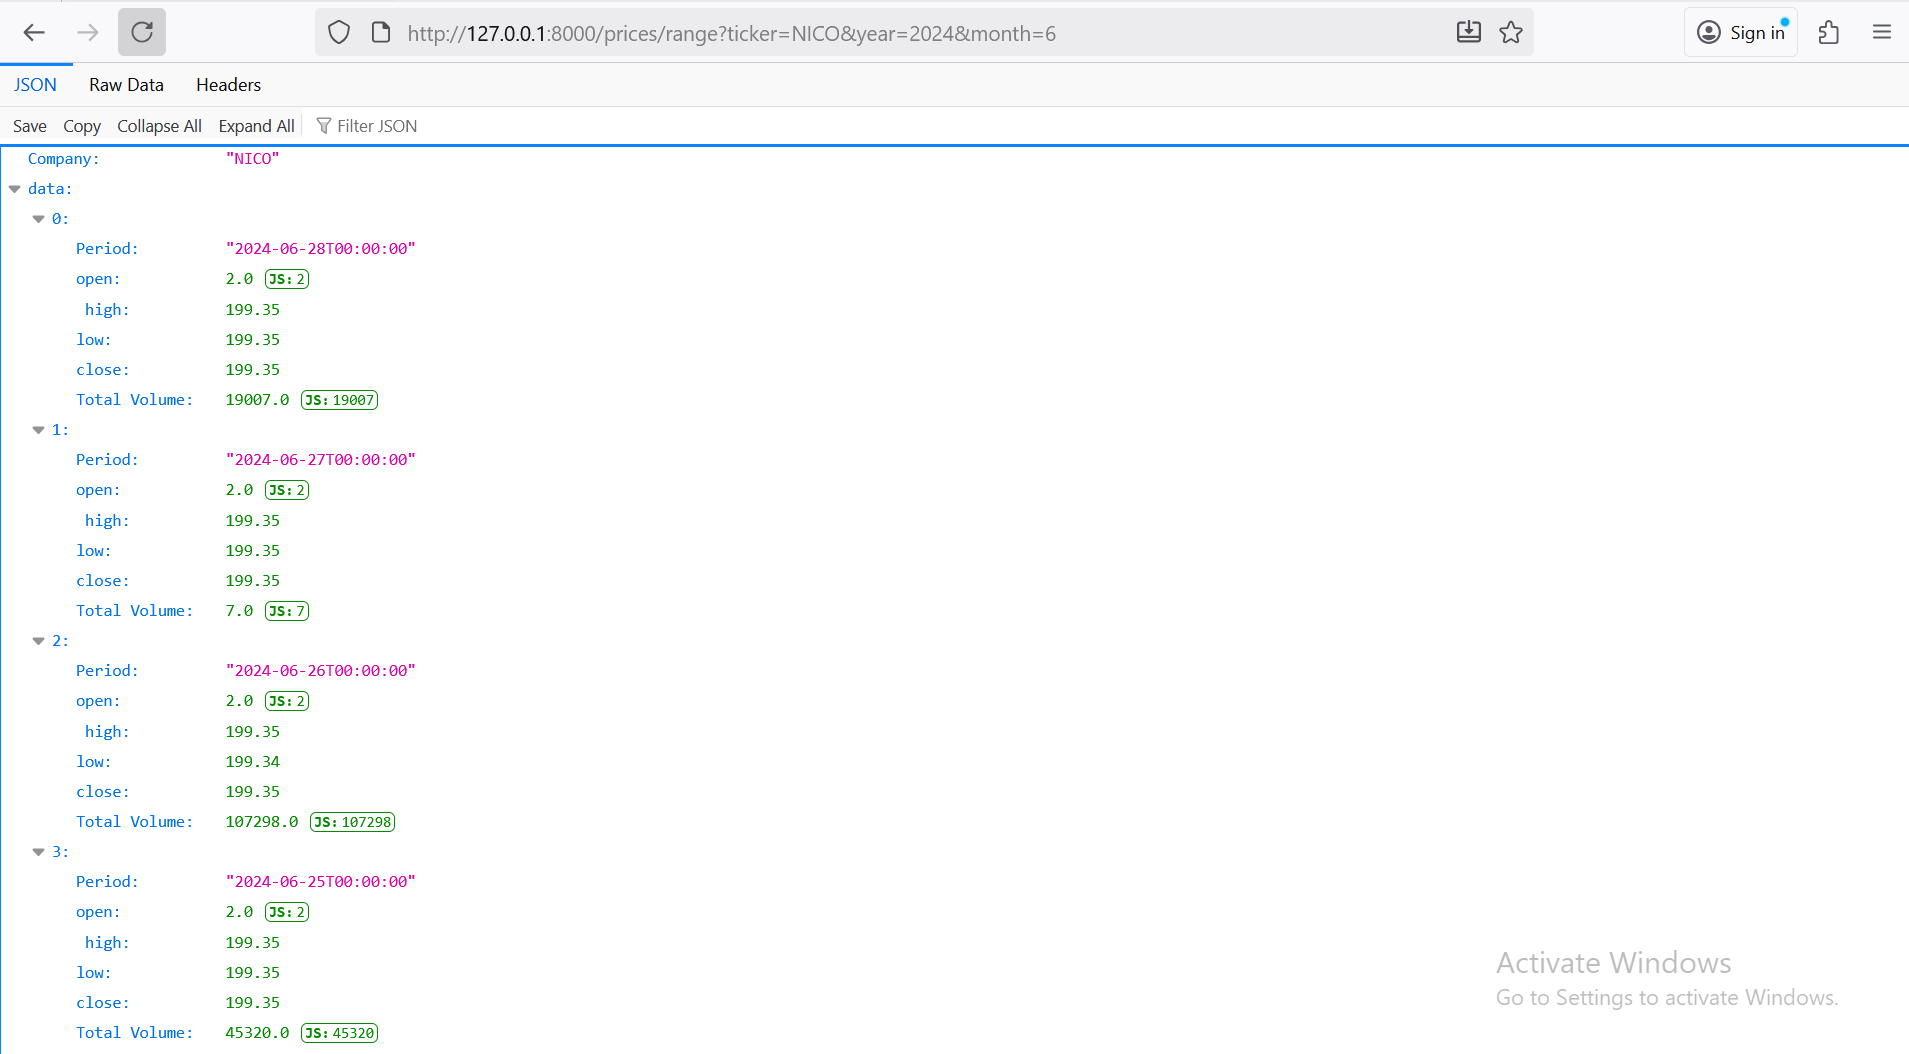 http://127.0.0.1:8000/prices/range?ticker=NICO&year=2024&month=6
Sign in
JSON Raw Data Headers
Save Copy Collapse All Expand All Filter JSON
Company: "NICO"
data:
0:
Period: "2024-06-28T00:00:00"
open: 2.0 JS:2
high: 199.35
low: 199.35
close: 199.35
Total Volume: 19007.0 JS:19007
1:
Period: "2024-06-27T00:00:00"
open: 2.0 JS:2
high: 199.35
low: 199.35
close: 199.35
Total Volume: 7.0 JS:7
2:
Period: "2024-06-26T00:00:00"
open: 2.0 JS:2
high: 199.35
low: 199.34
close: 199.35
Total Volume: 107298.0 JS:107298
3:
Period: "2024-06-25T00:00:00"
open: 2.0 JS:2
high: 199.35
low: 199.35
close: 199.35
Total Volume: 45320.0 JS:45320
Activate Windows
Go to Settings to activate Windows.